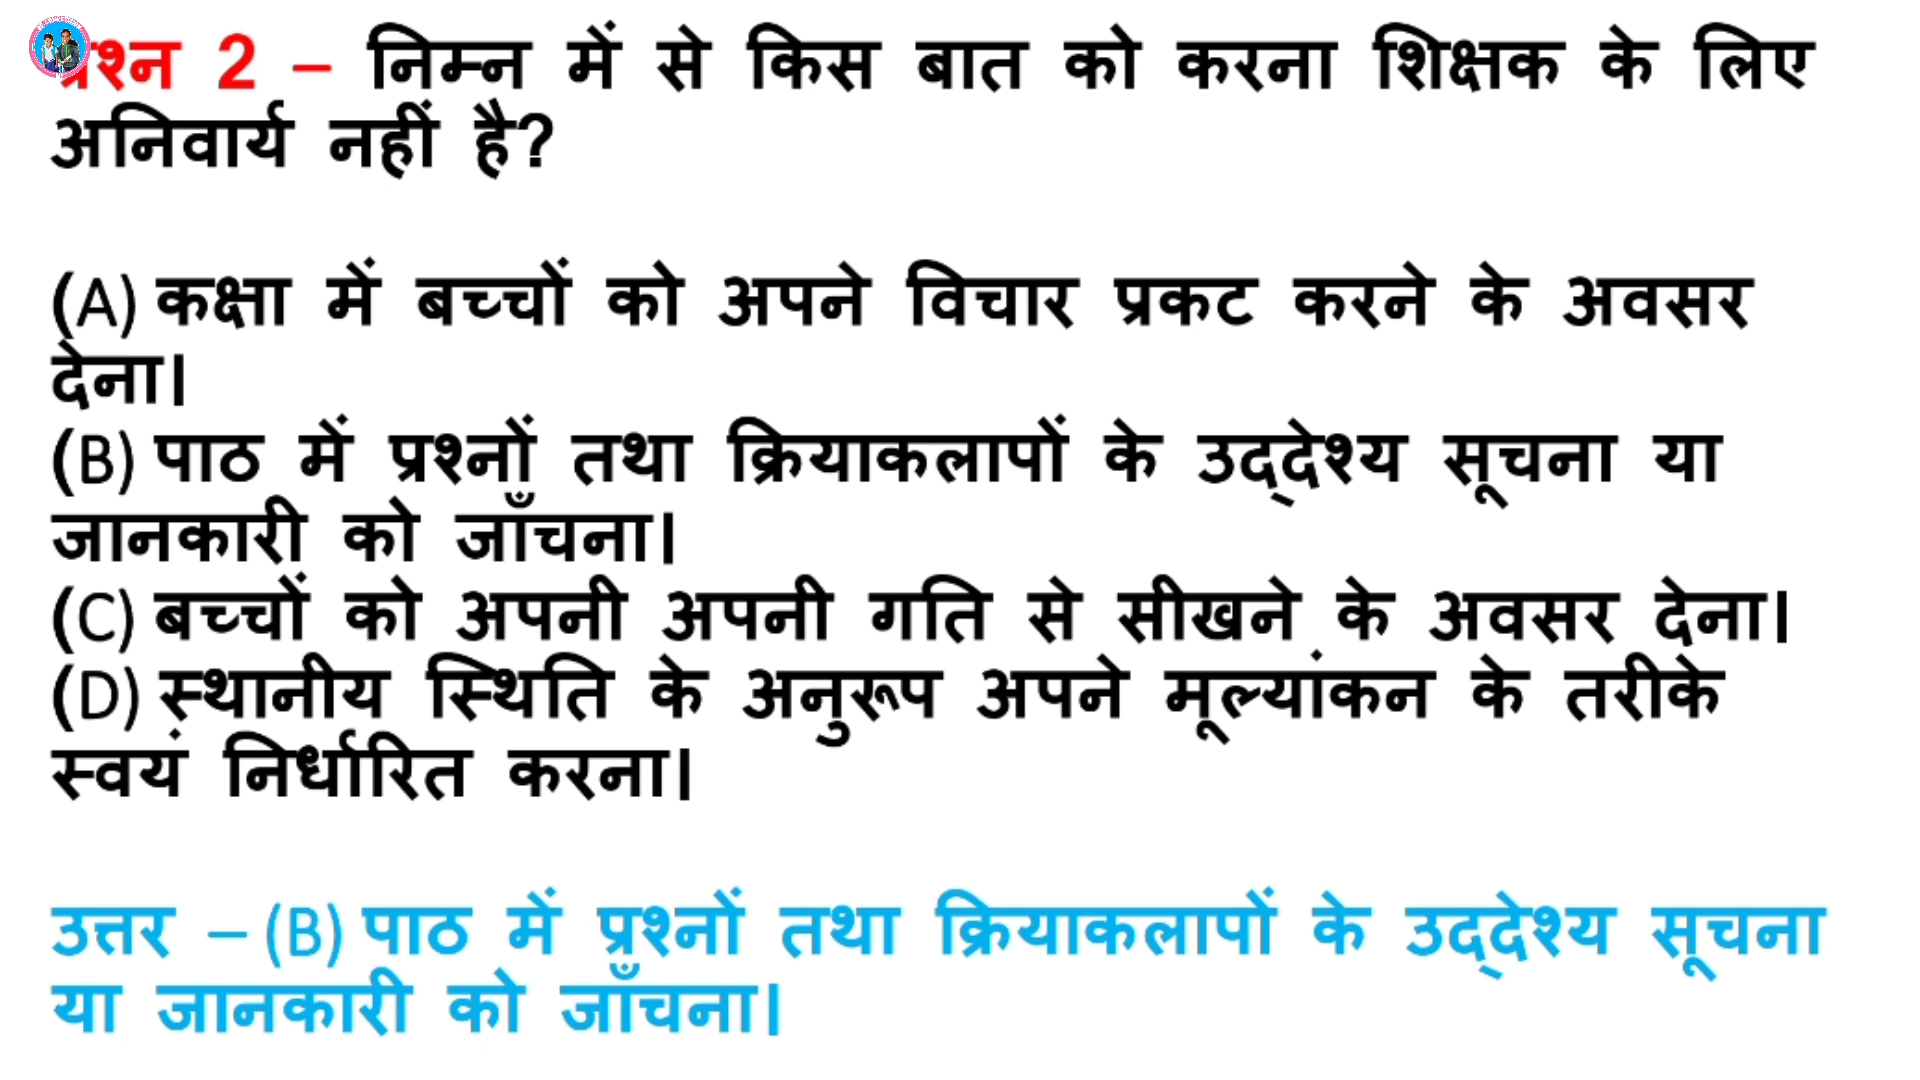 प्रश्न 2 – निम्न में से किस बात को करना शिक्षक के लिए
अनिवार्य नहीं है?
(A) कक्षा में बच्चों को अपने विचार प्रकट करने के अवसर
देना।
(B) पाठ में प्रश्नों तथा क्रियाकलापों के उद्देश्य सूचना या
जानकारी को जाँचना।
(C) बच्चों को अपनी अपनी गति से सीखने के अवसर देना।
(D) स्थानीय स्थिति के अनुरूप अपने मूल्यांकन के तरीके
स्वयं निर्धारित करना।
उत्तर – (B) पाठ में प्रश्नों तथा क्रियाकलापों के उद्देश्य सूचना
या जानकारी को जाँचना।